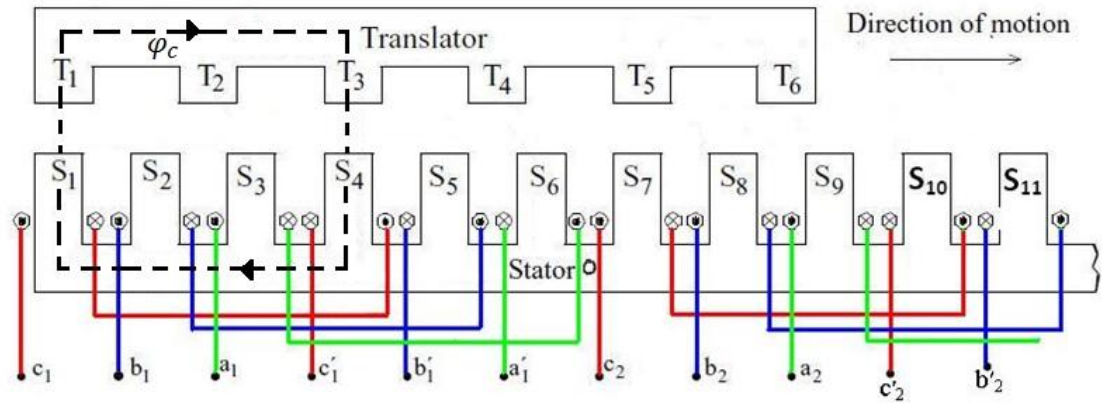 φc
Translator
Direction of motion
T1 T2 T3 T4 T5 T6
S1 S2 S3 S4 S5 S6 S7 S8 S9 S10 S11
Stator
c1 b1 a1 c′1 b′1 a′1 c2 b2 a2 c′2 b′2